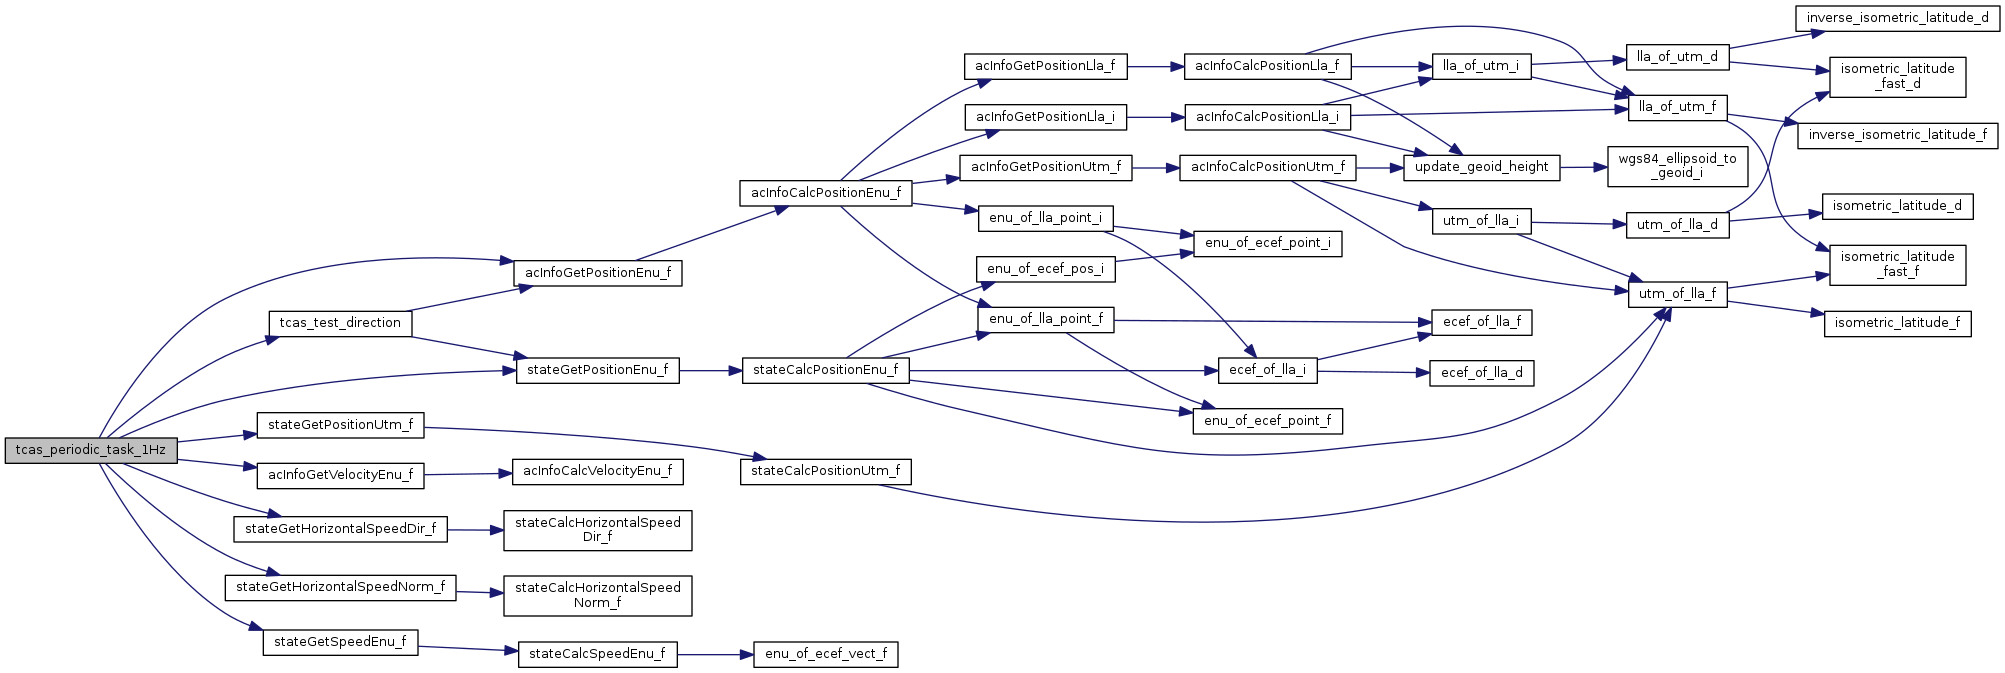 tcas_periodic_task_1Hz
acInfoGetPositionEnu_f
tcas_test_direction
stateGetPositionEnu_f
stateGetPositionUtm_f
acInfoGetVelocityEnu_f
stateGetHorizontalSpeedDir_f
stateGetHorizontalSpeedNorm_f
stateGetSpeedEnu_f
acInfoCalcVelocityEnu_f
stateCalcHorizontalSpeed
Dir_f
stateCalcHorizontalSpeed
Norm_f
stateCalcSpeedEnu_f
acInfoCalcPositionEnu_f
stateCalcPositionEnu_f
stateCalcPositionUtm_f
enu_of_ecef_vect_f
acInfoGetPositionLla_f
acInfoGetPositionLla_i
acInfoGetPositionUtm_f
enu_of_lla_point_i
enu_of_ecef_pos_i
enu_of_lla_point_f
acInfoCalcPositionLla_f
acInfoCalcPositionLla_i
acInfoCalcPositionUtm_f
enu_of_ecef_point_i
ecef_of_lla_i
enu_of_ecef_point_f
lla_of_utm_i
update_geoid_height
utm_of_lla_i
ecef_of_lla_f
ecef_of_lla_d
lla_of_utm_d
lla_of_utm_f
wgs84_ellipsoid_to
_geoid_i
utm_of_lla_d
utm_of_lla_f
inverse_isometric_latitude_d
isometric_latitude
_fast_d
inverse_isometric_latitude_f
isometric_latitude_d
isometric_latitude
_fast_f
isometric_latitude_f